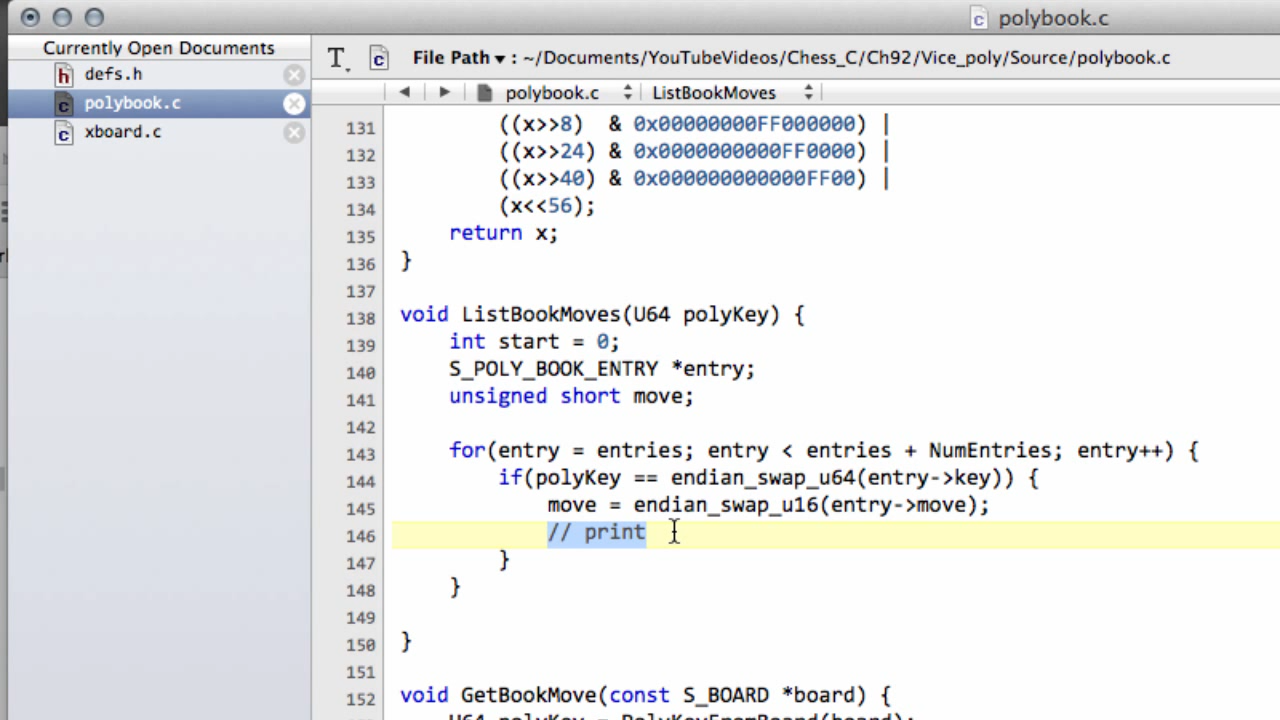 polybook.c
Currently Open Documents
defs.h
polybook.c
xboard.c
File Path ▾ : ~/Documents/YouTubeVideos/Chess_C/Ch92/Vice_poly/Source/polybook.c
polybook.c ListBookMoves
131 ((x>>8) & 0x00000000FF000000) |
132 ((x>>24) & 0x0000000000FF0000) |
133 ((x>>40) & 0x000000000000FF00) |
134 (x<<56);
135 return x;
136 }
137
138 void ListBookMoves(U64 polyKey) {
139 int start = 0;
140 S_POLY_BOOK_ENTRY *entry;
141 unsigned short move;
142
143 for(entry = entries; entry < entries + NumEntries; entry++) {
144 if(polyKey == endian_swap_u64(entry->key)) {
145 move = endian_swap_u16(entry->move);
146 // print
147 }
148 }
149
150 }
151
152 void GetBookMove(const S_BOARD *board) {
U64 polyKey = PolyKeyFromBoard(board);